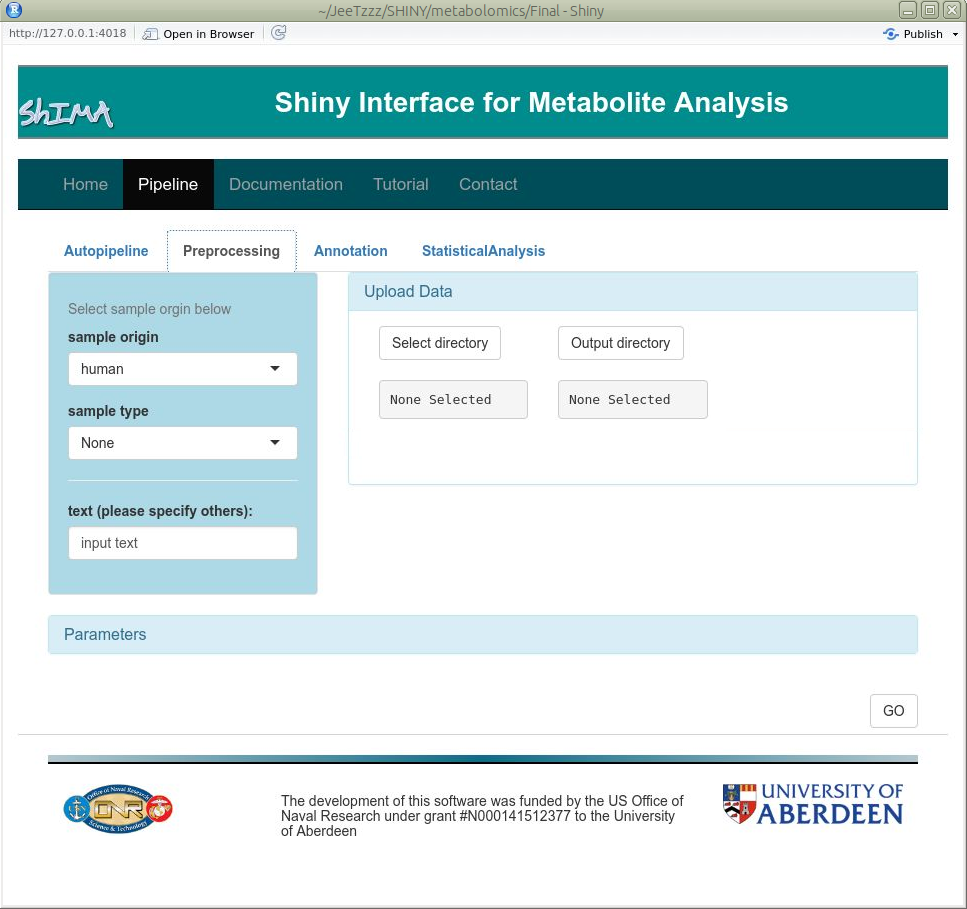 ~/JeeTzzz/SHINY/metabolomics/Final - Shiny
http://127.0.0.1:4018 Open in Browser Publish
ShIMA
Shiny Interface for Metabolite Analysis
Home Pipeline Documentation Tutorial Contact
Autopipeline Preprocessing Annotation StatisticalAnalysis
Select sample orgin below
sample origin
human
sample type
None
text (please specify others):
input text
Upload Data
Select directory Output directory
None Selected None Selected
Parameters
GO
Office of Naval Research
ONR
Science & Technology
The development of this software was funded by the US Office of
Naval Research under grant #N000141512377 to the University
of Aberdeen
UNIVERSITY OF
ABERDEEN